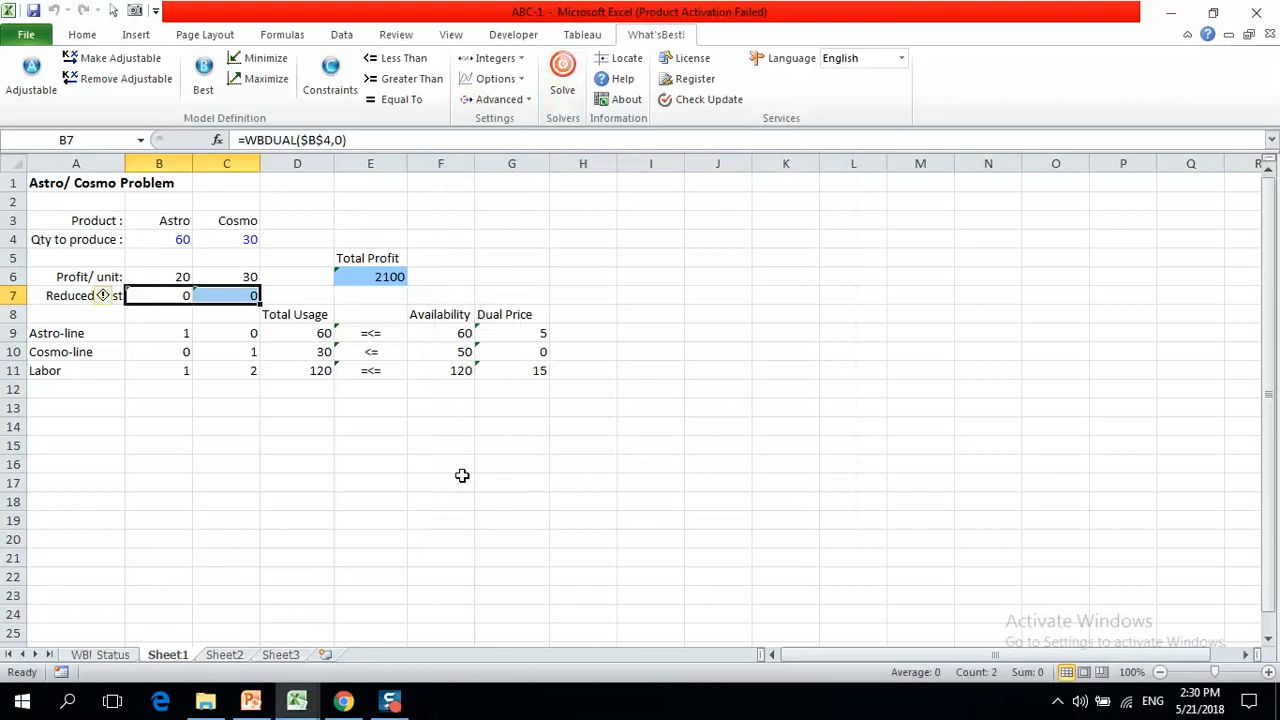 ABC-1 - Microsoft Excel (Product Activation Failed)
File Home Insert Page Layout Formulas Data Review View Developer Tableau What'sBest!
Adjustable Make Adjustable Remove Adjustable Best Minimize Maximize Constraints Less Than Greater Than Equal To Integers Options Advanced Solve Locate Help About License Register Check Update Language English
Model Definition Settings Solvers Information Services
B7 fx =WBDUAL($B$4,0)
A B C D E F G H I J K L M N O P Q R
1 Astro/ Cosmo Problem
2
3 Product : Astro Cosmo
4 Qty to produce : 60 30
5 Total Profit
6 Profit/ unit: 20 30 2100
7 Reduced st 0 0
8 Total Usage Availability Dual Price
9 Astro-line 1 0 60 =<= 60 5
10 Cosmo-line 0 1 30 <= 50 0
11 Labor 1 2 120 =<= 120 15
12
13
14
15
16
17
18
19
20
21
22
23
24
25
Activate Windows
Go to Settings to activate Windows.
WB! Status Sheet1 Sheet2 Sheet3
Ready Average: 0 Count: 2 Sum: 0 100%
ENG 2:30 PM
5/21/2018